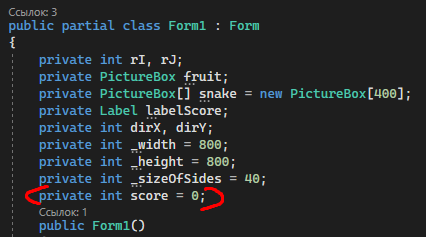 Ссылок: 3
public partial class Form1 : Form
{
private int rI, rJ;
private PictureBox fruit;
private PictureBox[] snake = new PictureBox[400];
private Label labelScore;
private int dirX, dirY;
private int _width = 800;
private int _height = 800;
private int _sizeOfSides = 40;
private int score = 0;
Ссылок: 1
public Form1()